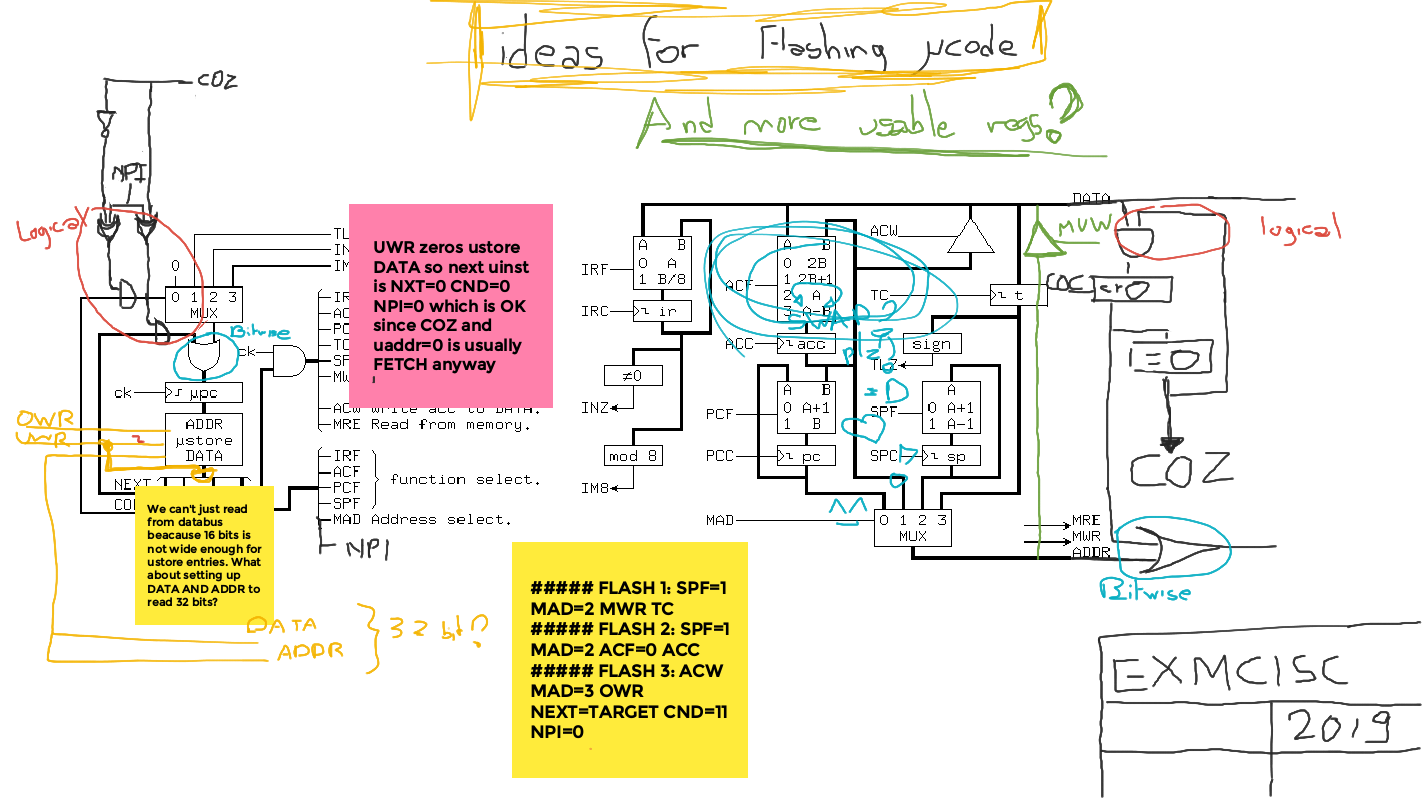 ideas for Flashing µcode
And more usable regs?
COZ
NPI
Logical
0
0 1 2 3
MUX
Bitwise
ck
ck
µpc
ADDR
µstore
DATA
OWR
UWR
NEXT
TL
IN
IM
IR
AC
PC
TC
SP
MW
ACW write acc to DATA.
MRE Read from memory.
IRF
ACF
PCF
SPF
function select.
MAD Address select.
NPI
UWR zeros ustore
DATA so next uinst
is NXT=0 CND=0
NPI=0 which is OK
since COZ and
uaddr=0 is usually
FETCH anyway
We can't just read
from databus
beacause 16 bits is
not wide enough for
ustore entries. What
about setting up
DATA AND ADDR to
read 32 bits?
DATA
ADDR
32 bit?
##### FLASH 1: SPF=1
MAD=2 MWR TC
##### FLASH 2: SPF=1
MAD=2 ACF=0 ACC
##### FLASH 3: ACW
MAD=3 OWR
NEXT=TARGET CND=11
NPI=0
IRF
A B
0 A
1 B/8
IRC
ir
≠0
INZ
mod 8
IM8
ACF
A B
0 2B
1 2B+1
2 A
3 A-B
SWAP?
plz?
=D
ACC
acc
PCF
A B
0 A+1
1 B
PCC
pc
MAD
0 1 2 3
MUX
^^
ACW
TC
t
sign
TLZ
SPF
A
0 A+1
1 A-1
SPC
sp
DATA
MUW
logical
COC
cr0
1=0
COZ
MRE
MWR
ADDR
Bitwise
EXMCISC
2019